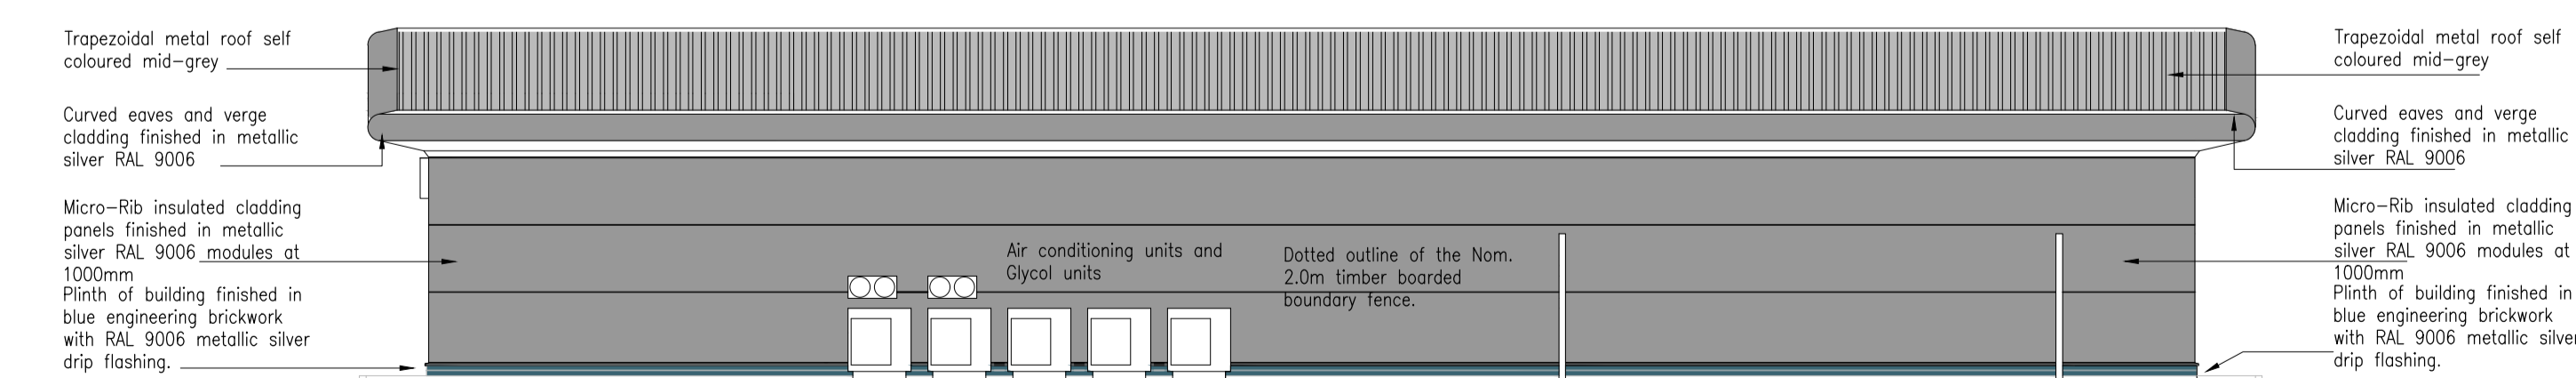 Trapezoidal metal roof self
coloured mid-grey
Curved eaves and verge
cladding finished in metallic
silver RAL 9006
Micro-Rib insulated cladding
panels finished in metallic
silver RAL 9006 modules at
1000mm
Plinth of building finished in
blue engineering brickwork
with RAL 9006 metallic silver
drip flashing.
Air conditioning units and
Glycol units
Dotted outline of the Nom.
2.0m timber boarded
boundary fence.
Trapezoidal metal roof self
coloured mid-grey
Curved eaves and verge
cladding finished in metallic
silver RAL 9006
Micro-Rib insulated cladding
panels finished in metallic
silver RAL 9006 modules at
1000mm
Plinth of building finished in
blue engineering brickwork
with RAL 9006 metallic silver
drip flashing.